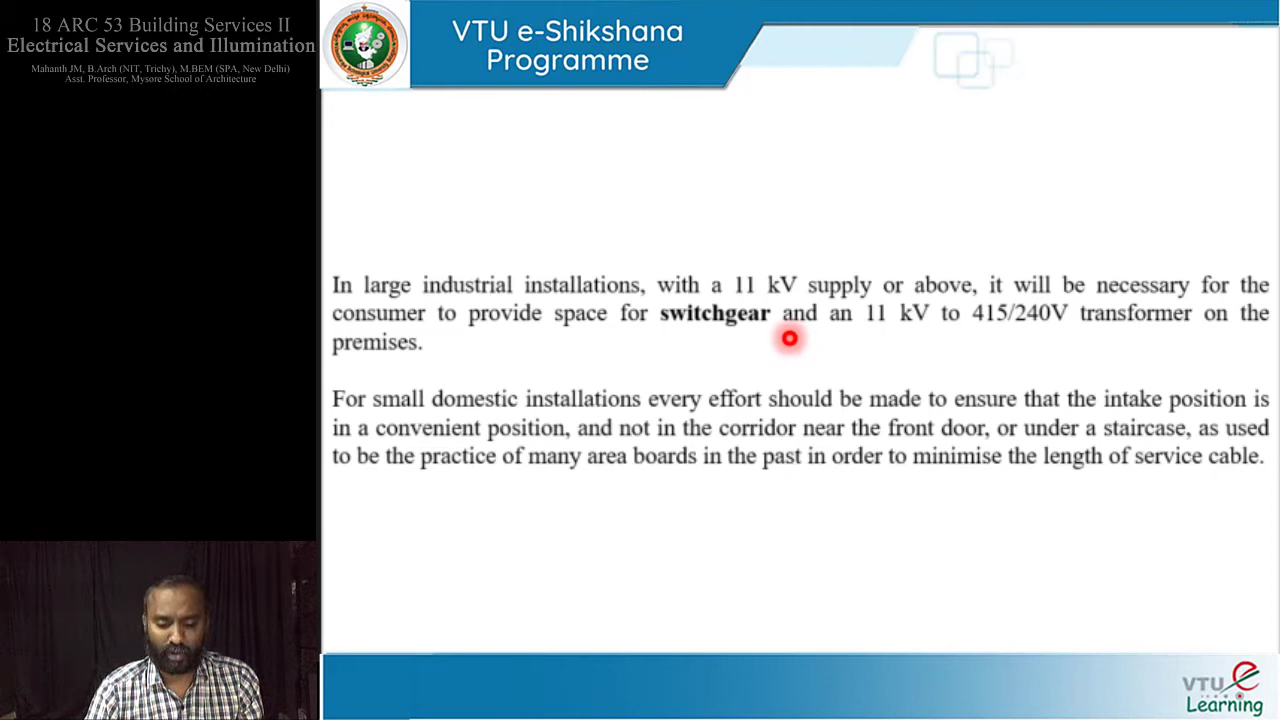 18 ARC 53 Building Services II
Electrical Services and Illumination
Mahanth JM, B.Arch (NIT, Trichy), M.BEM (SPA, New Delhi)
Asst. Professor, Mysore School of Architecture
VTU e-Shikshana
Programme
In large industrial installations, with a 11 kV supply or above, it will be necessary for the
consumer to provide space for switchgear and an 11 kV to 415/240V transformer on the
premises.
For small domestic installations every effort should be made to ensure that the intake position is
in a convenient position, and not in the corridor near the front door, or under a staircase, as used
to be the practice of many area boards in the past in order to minimise the length of service cable.
VTU e
Learning